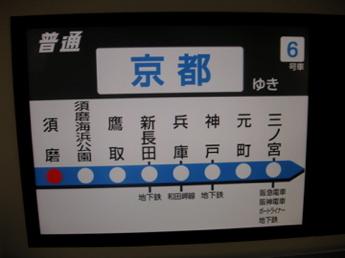 普通
京都
ゆき
6
号車
須磨
須磨海浜公園
鷹取
新長田
兵庫
神戸
元町
三ノ宮
地下鉄
和田岬線
地下鉄
阪急電車
阪神電車
ポートライナー
地下鉄